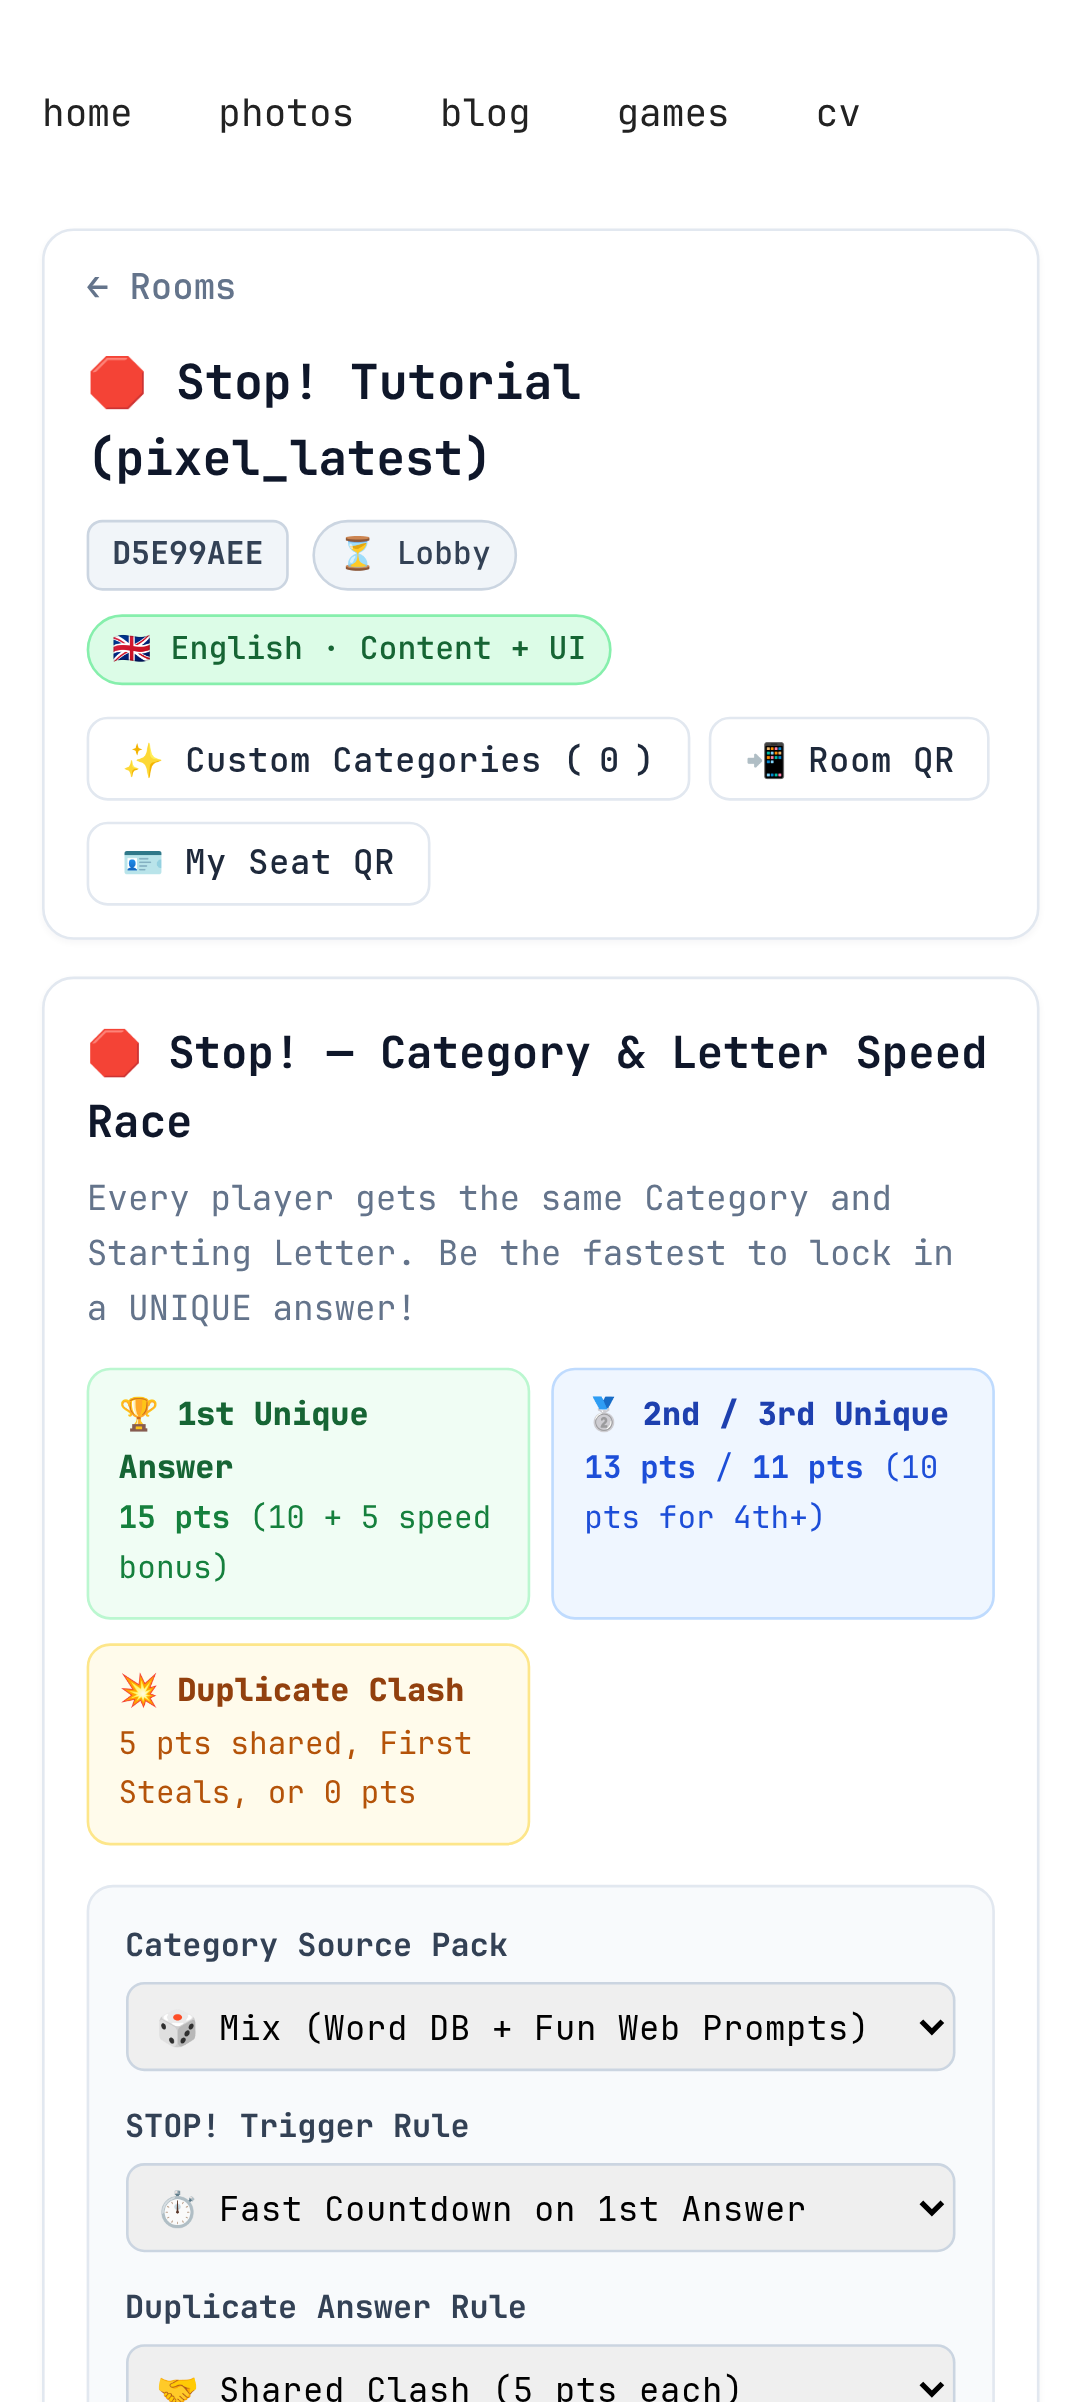 home photos blog games cv
← Rooms
🛑 Stop! Tutorial
(pixel_latest)
D5E99AEE ⏳ Lobby
🇬🇧 English · Content + UI
✨ Custom Categories (0) 📲 Room QR
🪪 My Seat QR
🛑 Stop! — Category & Letter Speed
Race
Every player gets the same Category and
Starting Letter. Be the fastest to lock in
a UNIQUE answer!
🏆 1st Unique
Answer
15 pts (10 + 5 speed
bonus)
🥈 2nd / 3rd Unique
13 pts / 11 pts (10
pts for 4th+)
💥 Duplicate Clash
5 pts shared, First
Steals, or 0 pts
Category Source Pack
🎲 Mix (Word DB + Fun Web Prompts)
STOP! Trigger Rule
⏱️ Fast Countdown on 1st Answer
Duplicate Answer Rule
🤝 Shared Clash (5 pts each)